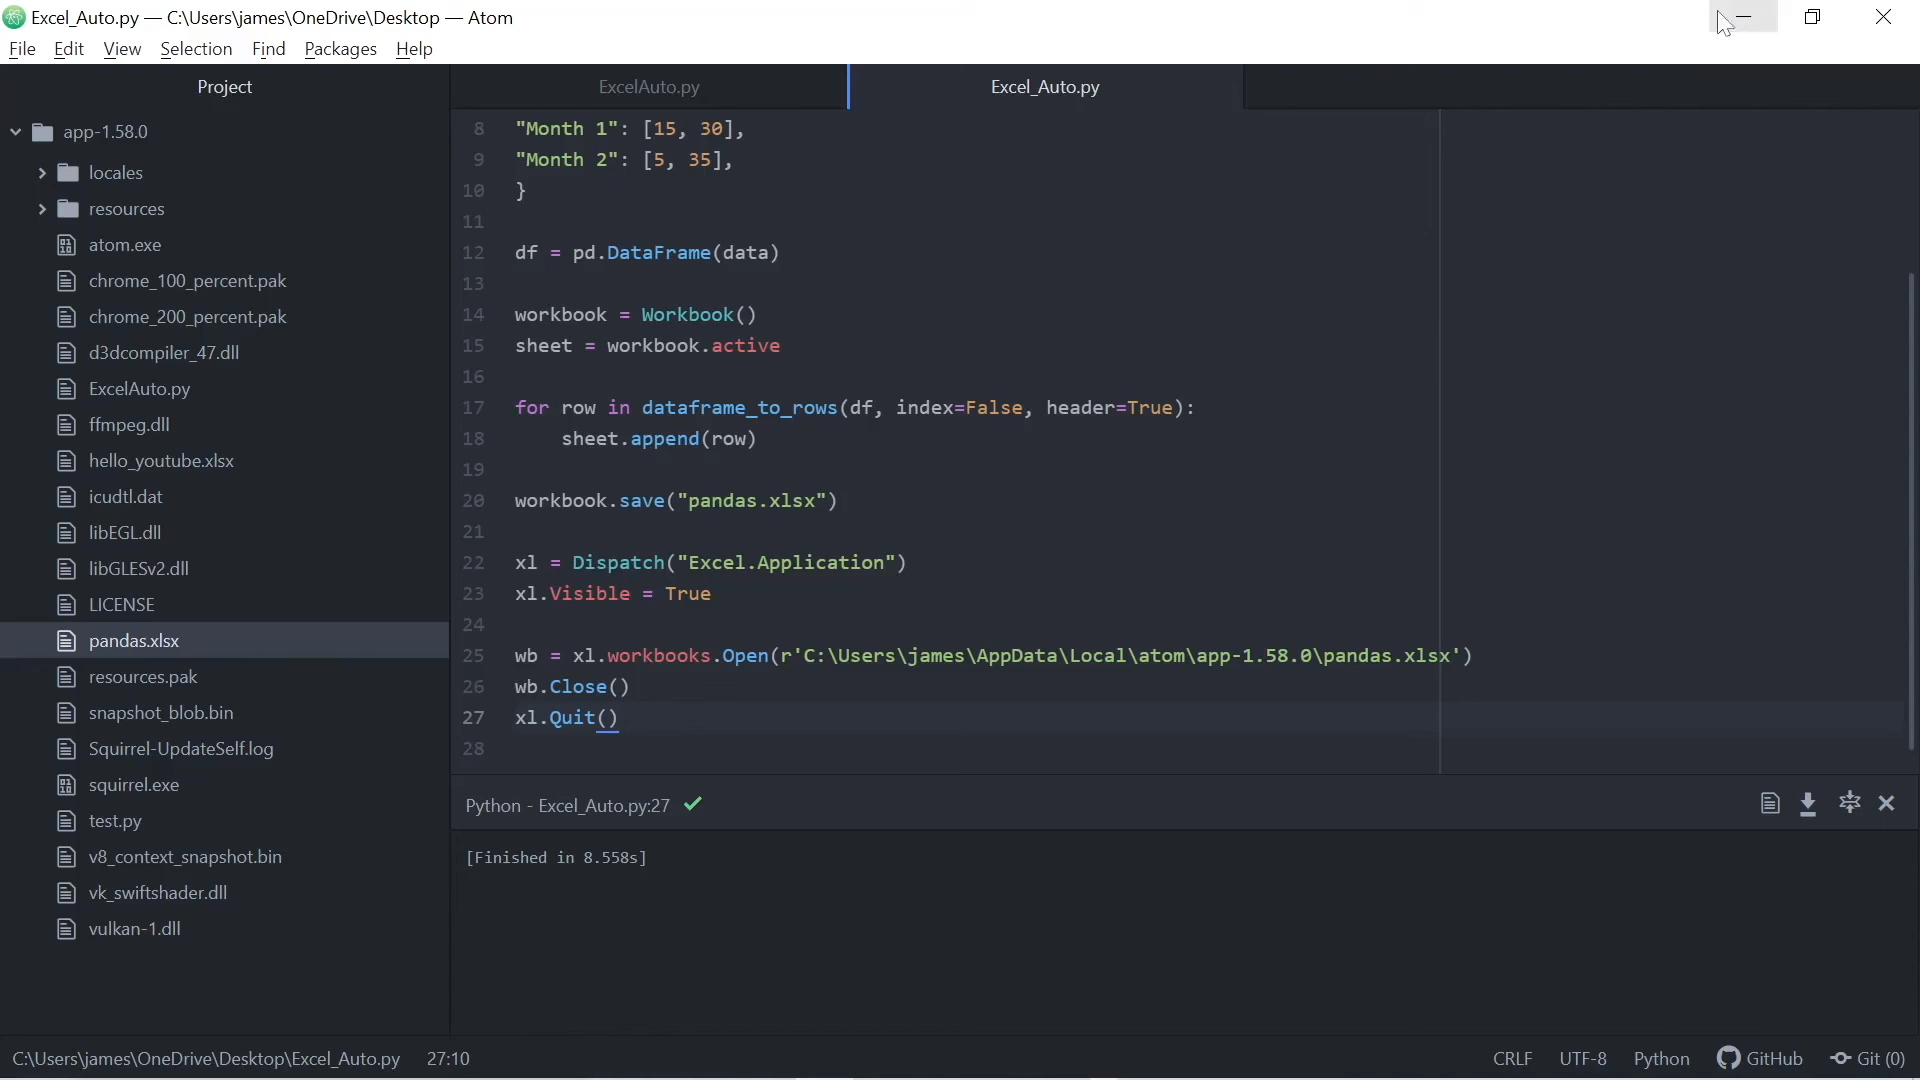 Excel_Auto.py — C:\Users\james\OneDrive\Desktop — Atom
File Edit View Selection Find Packages Help
Project
ExcelAuto.py
Excel_Auto.py
app-1.58.0
locales
resources
atom.exe
chrome_100_percent.pak
chrome_200_percent.pak
d3dcompiler_47.dll
ExcelAuto.py
ffmpeg.dll
hello_youtube.xlsx
icudtl.dat
libEGL.dll
libGLESv2.dll
LICENSE
pandas.xlsx
resources.pak
snapshot_blob.bin
Squirrel-UpdateSelf.log
squirrel.exe
test.py
v8_context_snapshot.bin
vk_swiftshader.dll
vulkan-1.dll
8 "Month 1": [15, 30],
9 "Month 2": [5, 35],
10 }
11
12 df = pd.DataFrame(data)
13
14 workbook = Workbook()
15 sheet = workbook.active
16
17 for row in dataframe_to_rows(df, index=False, header=True):
18     sheet.append(row)
19
20 workbook.save("pandas.xlsx")
21
22 xl = Dispatch("Excel.Application")
23 xl.Visible = True
24
25 wb = xl.workbooks.Open(r'C:\Users\james\AppData\Local\atom\app-1.58.0\pandas.xlsx')
26 wb.Close()
27 xl.Quit()
28
Python - Excel_Auto.py:27
[Finished in 8.558s]
C:\Users\james\OneDrive\Desktop\Excel_Auto.py 27:10 CRLF UTF-8 Python GitHub Git (0)